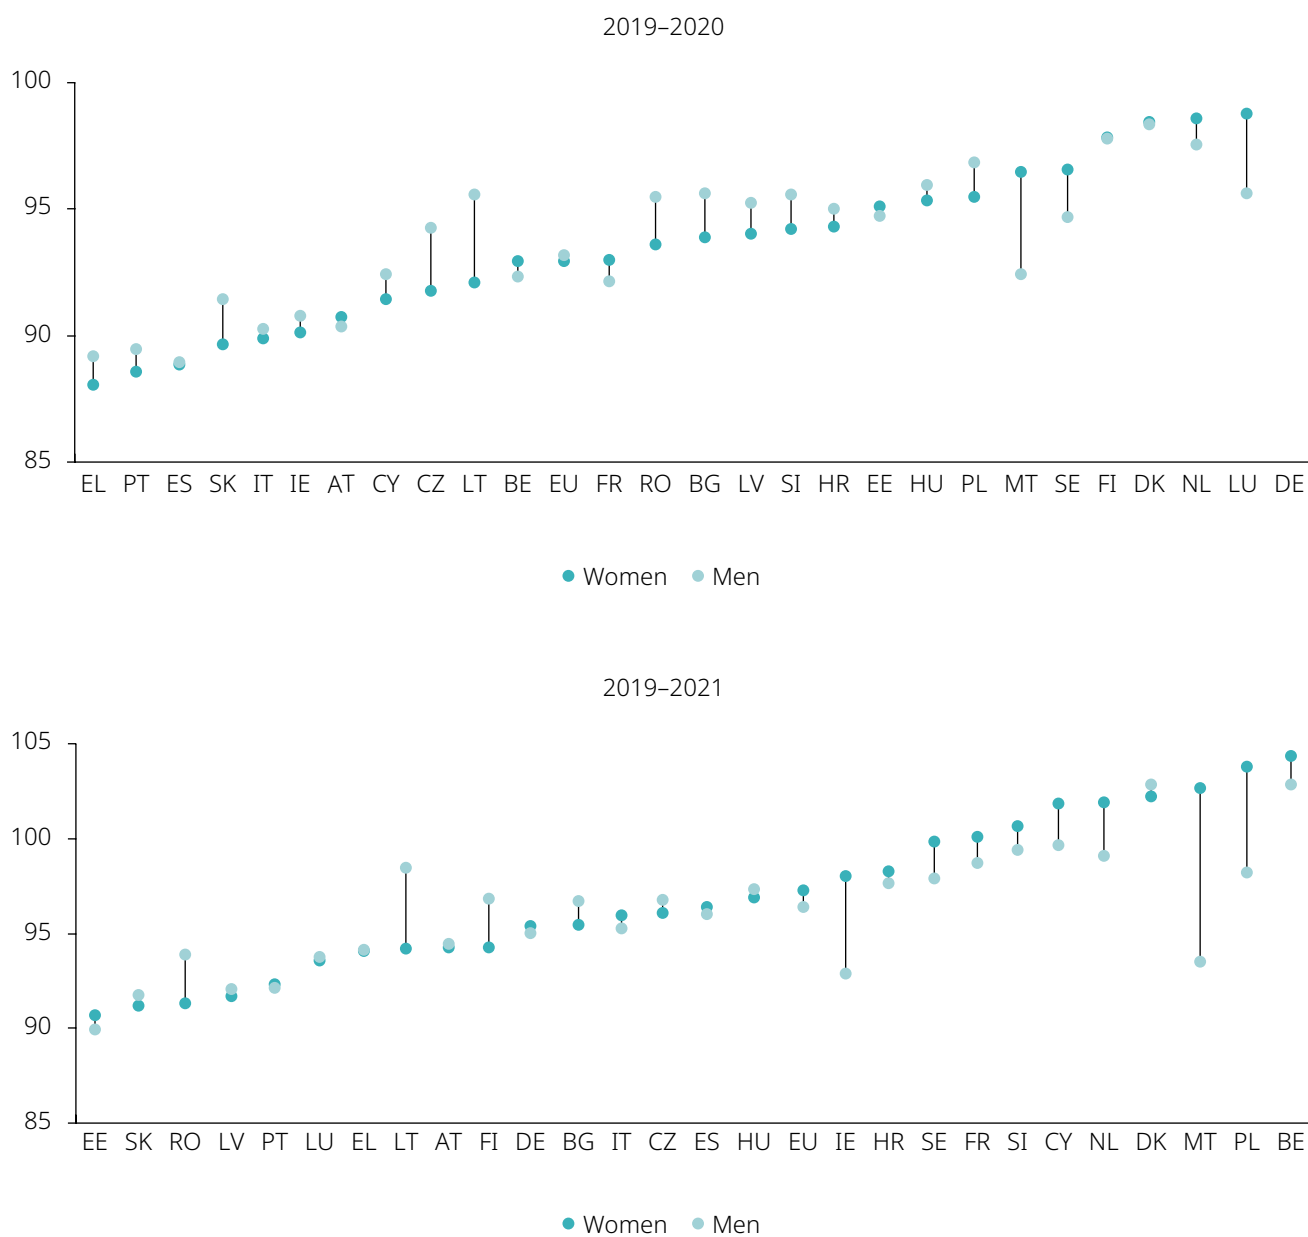 2019–2020
100
95
90
85
EL PT ES SK IT IE AT CY CZ LT BE EU FR RO BG LV SI HR EE HU PL MT SE FI DK NL LU DE
Women Men
2019–2021
105
100
95
90
85
EE SK RO LV PT LU EL LT AT FI DE BG IT CZ ES HU EU IE HR SE FR SI CY NL DK MT PL BE
Women Men